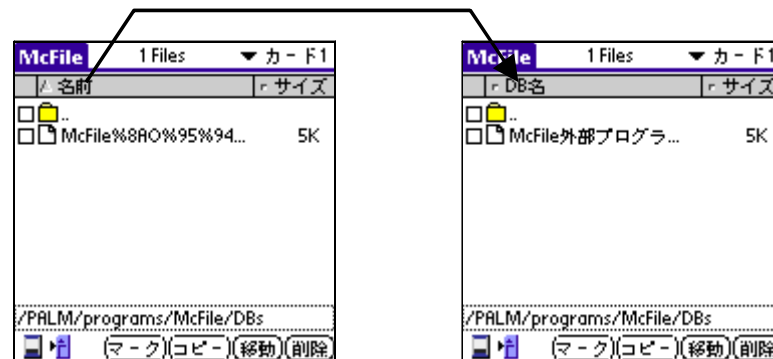 McFile 1 Files ▼ カード1
名前 サイズ
..
McFile%8AO%95%94... 5K
/PALM/programs/McFile/DBs
マーク コピー 移動 削除
McFile 1 Files ▼ カード1
DB名 サイズ
..
McFile外部プログラ... 5K
/PALM/programs/McFile/DBs
マーク コピー 移動 削除